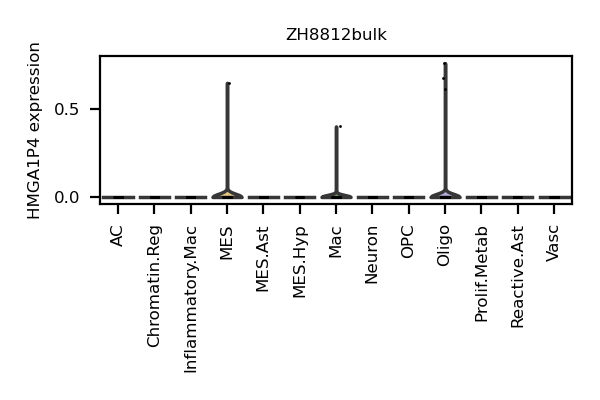 ZH8812bulk
HMGA1P4 expression
0.5
0.0
AC
Chromatin.Reg
Inflammatory.Mac
MES
MES.Ast
MES.Hyp
Mac
Neuron
OPC
Oligo
Prolif.Metab
Reactive.Ast
Vasc